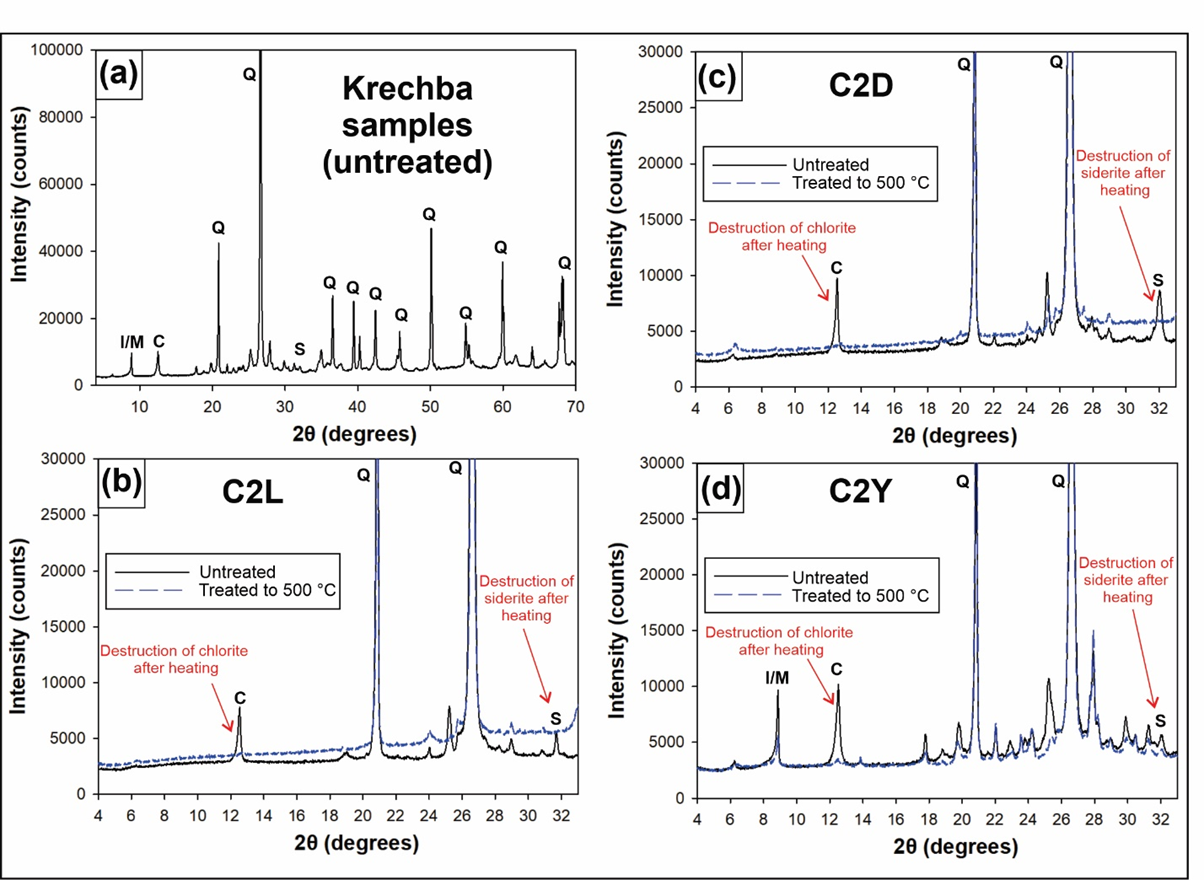 (a)
Krechba
samples
(untreated)
Intensity (counts)
100000
80000
60000
40000
20000
0
I/M
C
Q
Q
S
Q
Q
Q
Q
Q
Q
Q
Q
10
20
30
40
50
60
70
2θ (degrees)
(c)
C2D
Intensity (counts)
30000
25000
20000
15000
10000
5000
0
Q
Q
Untreated
Treated to 500 °C
Destruction of
siderite after
heating
Destruction of chlorite
after heating
C
S
4 6 8 10 12 14 16 18 20 22 24 26 28 30 32
2θ (degrees)
(b)
C2L
Intensity (counts)
30000
25000
20000
15000
10000
5000
0
Q
Q
Untreated
Treated to 500 °C
Destruction of
siderite after
heating
Destruction of chlorite
after heating
C
S
4 6 8 10 12 14 16 18 20 22 24 26 28 30 32
2θ (degrees)
(d)
C2Y
Intensity (counts)
30000
25000
20000
15000
10000
5000
0
Q
Q
Untreated
Treated to 500 °C
Destruction of
siderite after
heating
Destruction of chlorite
after heating
I/M
C
S
4 6 8 10 12 14 16 18 20 22 24 26 28 30 32
2θ (degrees)